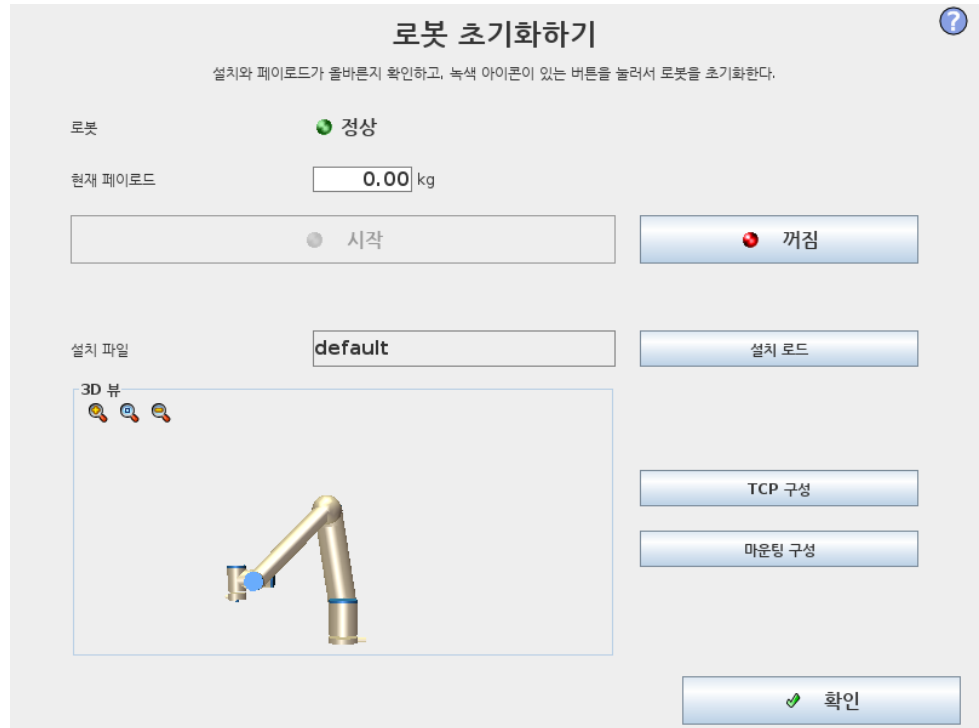 로봇 초기화하기
?
설치와 페이로드가 올바른지 확인하고, 녹색 아이콘이 있는 버튼을 눌러서 로봇을 초기화한다.
로봇
정상
현재 페이로드
0.00 kg
시작
꺼짐
설치 파일
default
설치 로드
3D 뷰
TCP 구성
마운팅 구성
확인